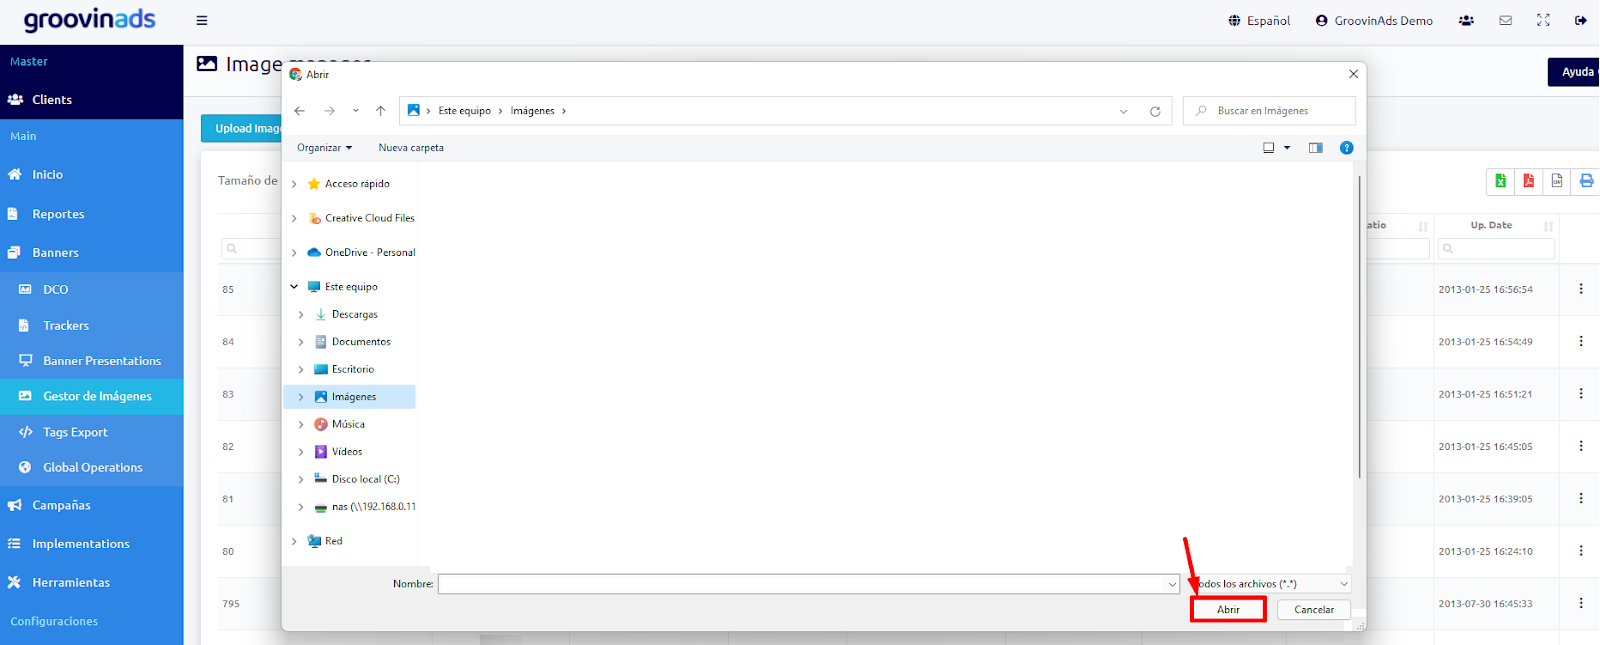 groovinads
Español
GroovinAds Demo
Master
Clients
Main
Inicio
Reportes
Banners
DCO
Trackers
Banner Presentations
Gestor de Imágenes
Tags Export
Global Operations
Campañas
Implementations
Herramientas
Configuraciones
Image manager
Ayuda
Upload Imag
Tamaño de
85
84
83
82
81
80
795
Abrir
Este equipo
Imágenes
Buscar en Imágenes
Organizar
Nueva carpeta
Acceso rápido
Creative Cloud Files
OneDrive - Personal
Este equipo
Descargas
Documentos
Escritorio
Imágenes
Música
Vídeos
Disco local (C:)
nas (\\192.168.0.11
Red
Nombre:
odos los archivos (*.*)
Abrir
Cancelar
atio
Up. Date
2013-01-25 16:56:54
2013-01-25 16:54:49
2013-01-25 16:51:21
2013-01-25 16:45:05
2013-01-25 16:39:05
2013-01-25 16:24:10
2013-07-30 16:45:33